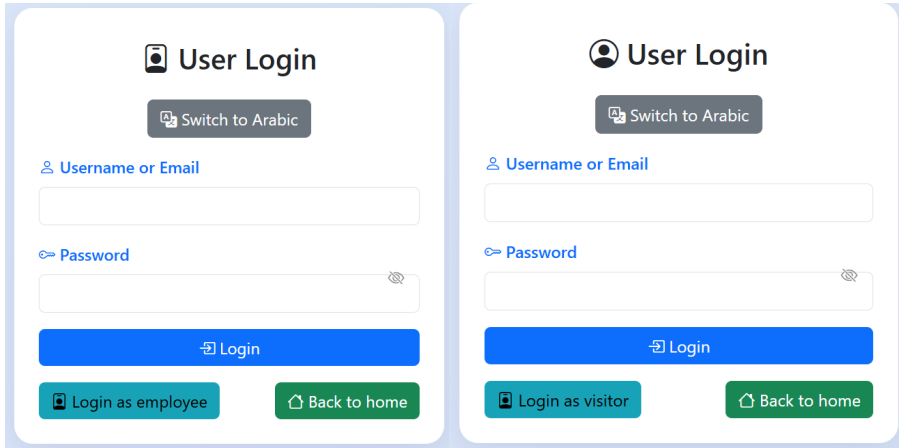 User Login
Switch to Arabic
Username or Email
Password
Login
Login as employee
Back to home
User Login
Switch to Arabic
Username or Email
Password
Login
Login as visitor
Back to home